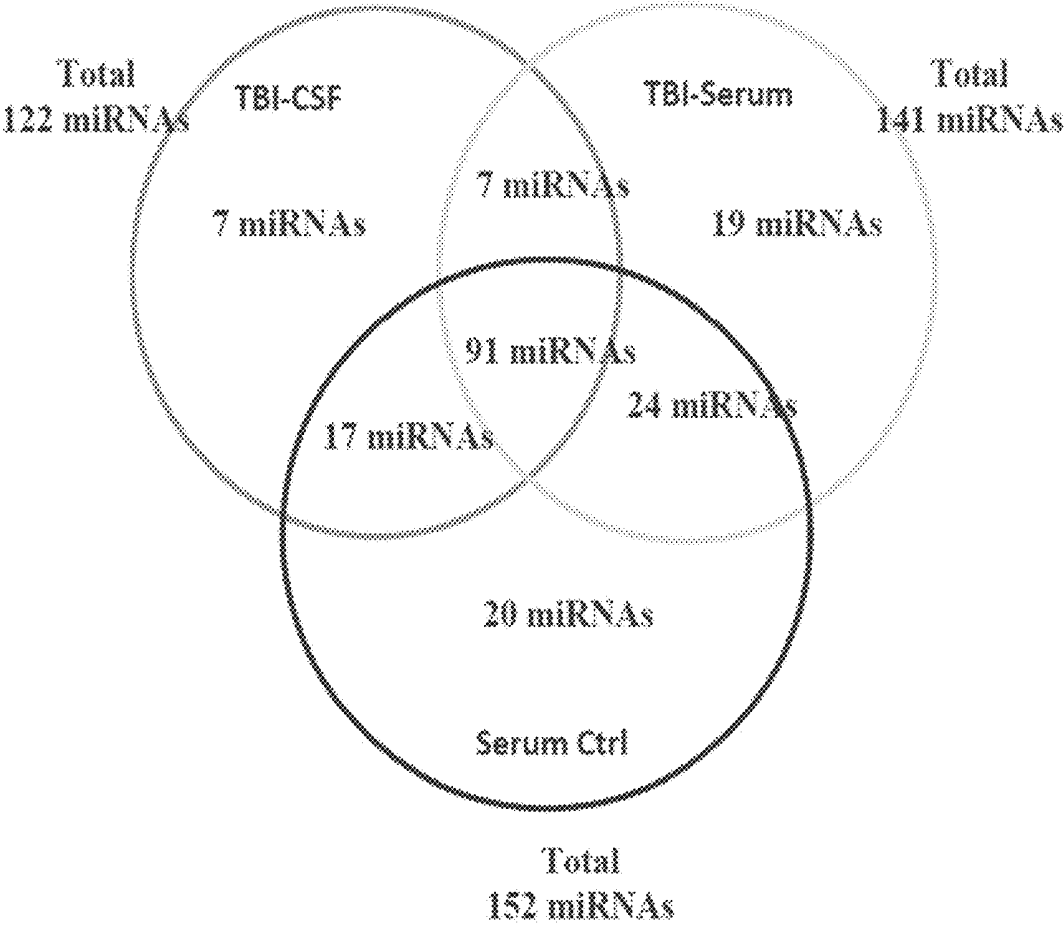 Total
122 miRNAs
TBI-CSF
TBI-Serum
Total
141 miRNAs
7 miRNAs
7 miRNAs
19 miRNAs
91 miRNAs
24 miRNAs
17 miRNAs
20 miRNAs
Serum Ctrl
Total
152 miRNAs